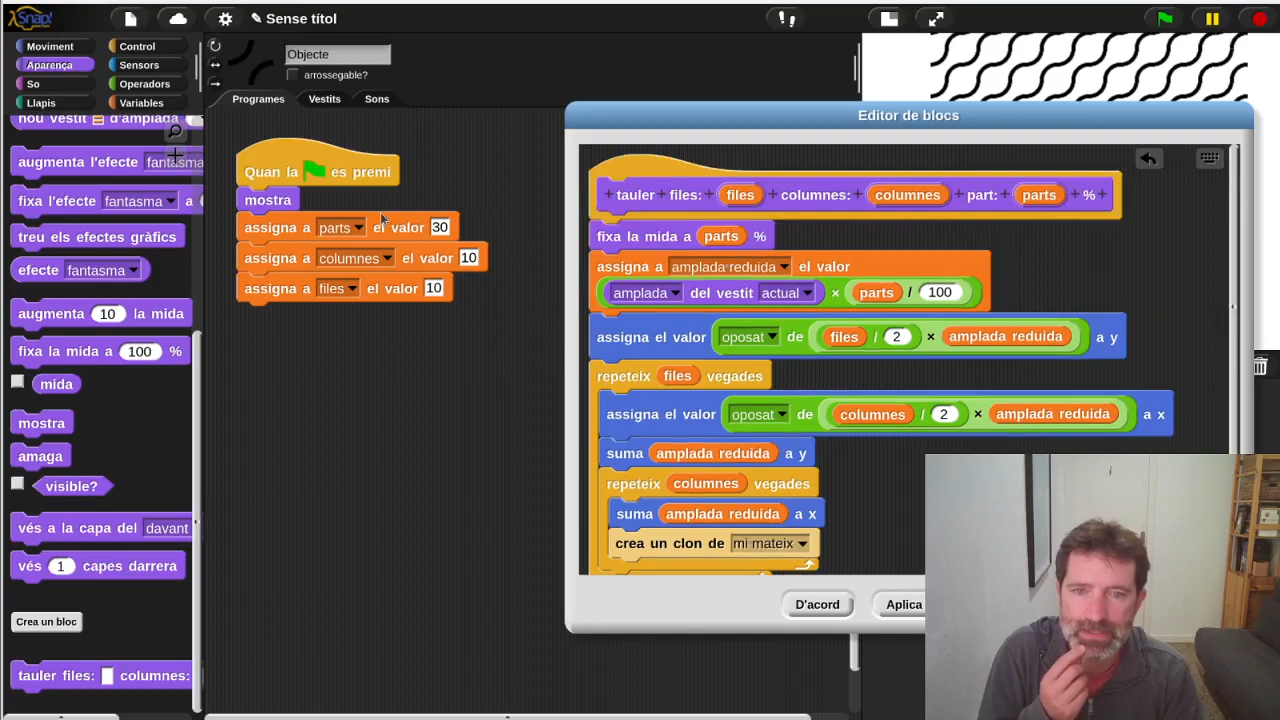 Snap!
Sense títol
Moviment
Control
Aparença
Sensors
So
Operadors
Llapis
Variables
Objecte
arrossegable?
Programes
Vestits
Sons
nou vestit d'amplada
augmenta l'efecte fantasma
fixa l'efecte fantasma a
treu els efectes gràfics
efecte fantasma
augmenta 10 la mida
fixa la mida a 100 %
mida
mostra
amaga
visible?
vés a la capa del davant
vés 1 capes darrera
Crea un bloc
tauler files: columnes:
Quan la es premi
mostra
assigna a parts el valor 30
assigna a columnes el valor 10
assigna a files el valor 10
Editor de blocs
+ tauler files: + files + columnes: + columnes + part: + parts + % +
fixa la mida a parts %
assigna a amplada reduida el valor
amplada del vestit actual × parts / 100
assigna el valor oposat de files / 2 × amplada reduida a y
repeteix files vegades
assigna el valor oposat de columnes / 2 × amplada reduida a x
suma amplada reduida a y
repeteix columnes vegades
suma amplada reduida a x
crea un clon de mi mateix
D'acord
Aplica